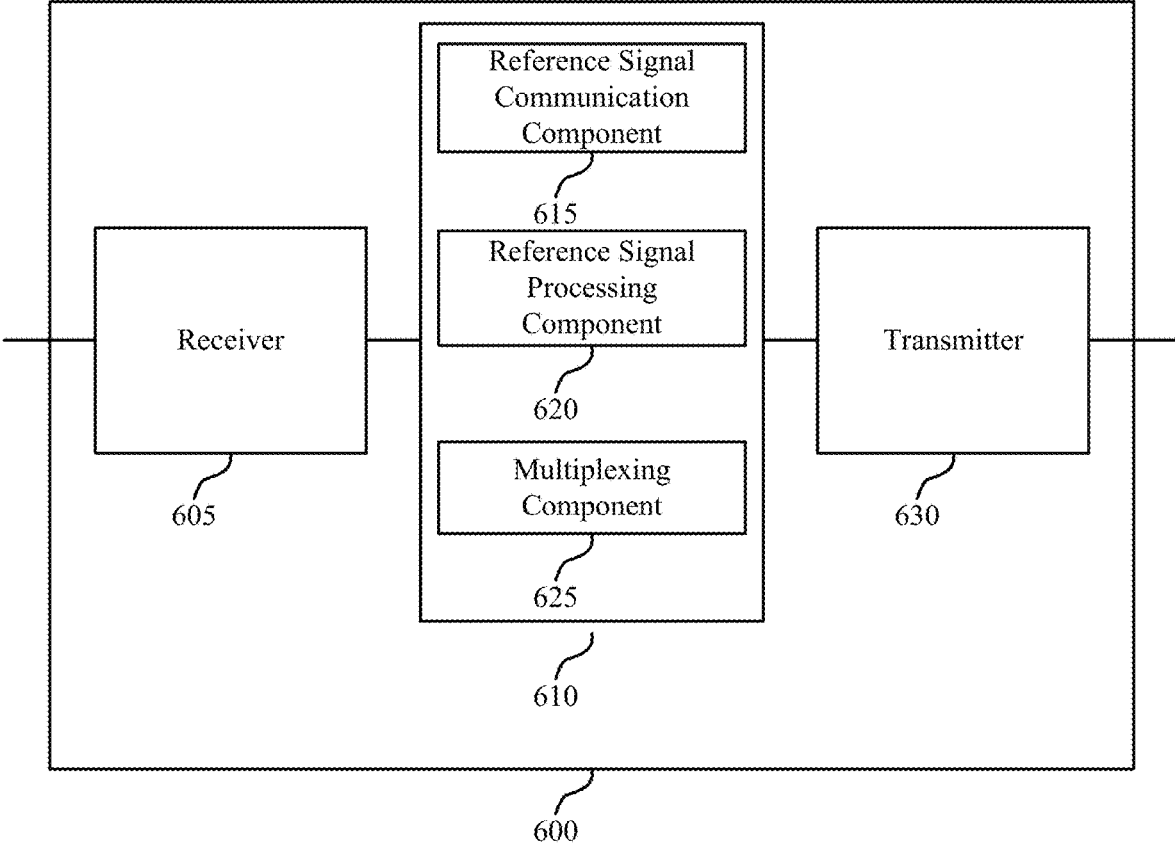 Reference Signal
Communication
Component
615
Reference Signal
Processing
Component
620
Multiplexing
Component
625
610
Receiver
605
Transmitter
630
600